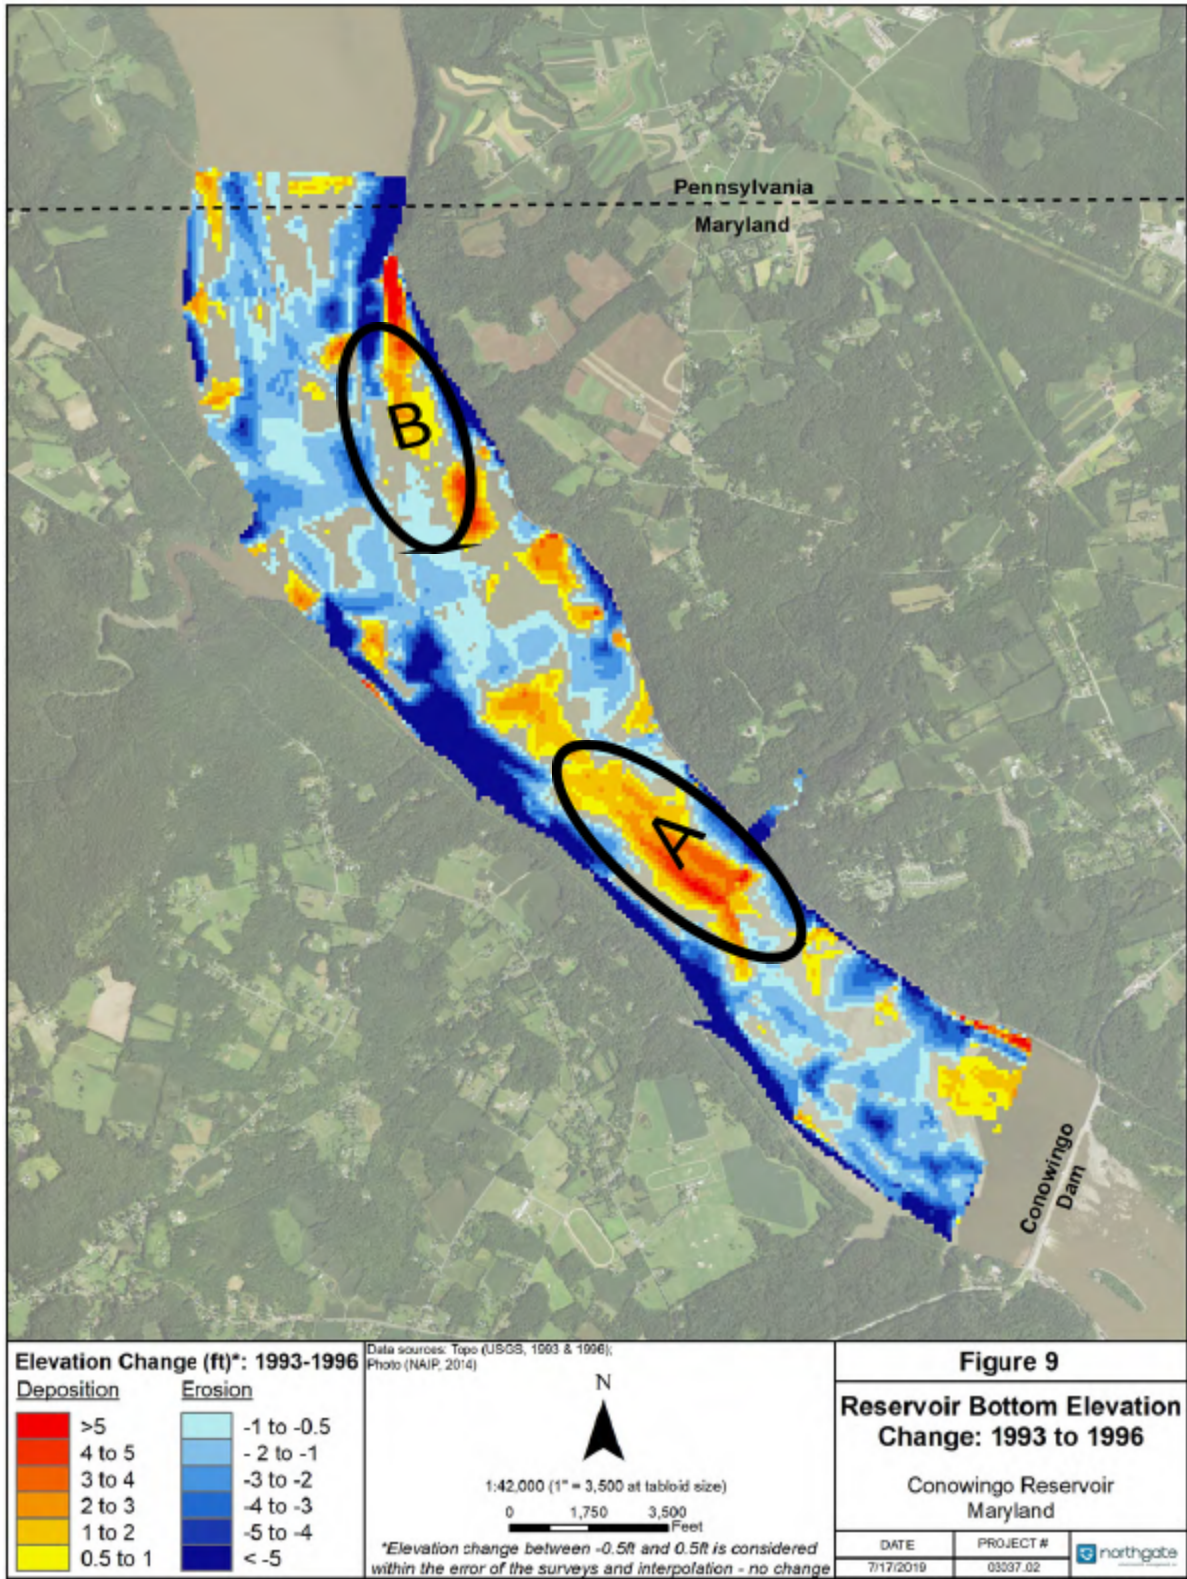 Pennsylvania
Maryland
B
A
Conowingo
Dam
Elevation Change (ft)*: 1993-1996
Deposition
Erosion
>5
4 to 5
3 to 4
2 to 3
1 to 2
0.5 to 1
-1 to -0.5
- 2 to -1
-3 to -2
-4 to -3
-5 to -4
< -5
Data sources: Topo (USGS, 1993 & 1996);
Photo (NAIP, 2014)
N
1:42,000 (1" = 3,500 at tabloid size)
0 1,750 3,500
Feet
*Elevation change between -0.5ft and 0.5ft is considered
within the error of the surveys and interpolation - no change
Figure 9
Reservoir Bottom Elevation
Change: 1993 to 1996
Conowingo Reservoir
Maryland
DATE
7/17/2019
PROJECT #
03037.02
northgate